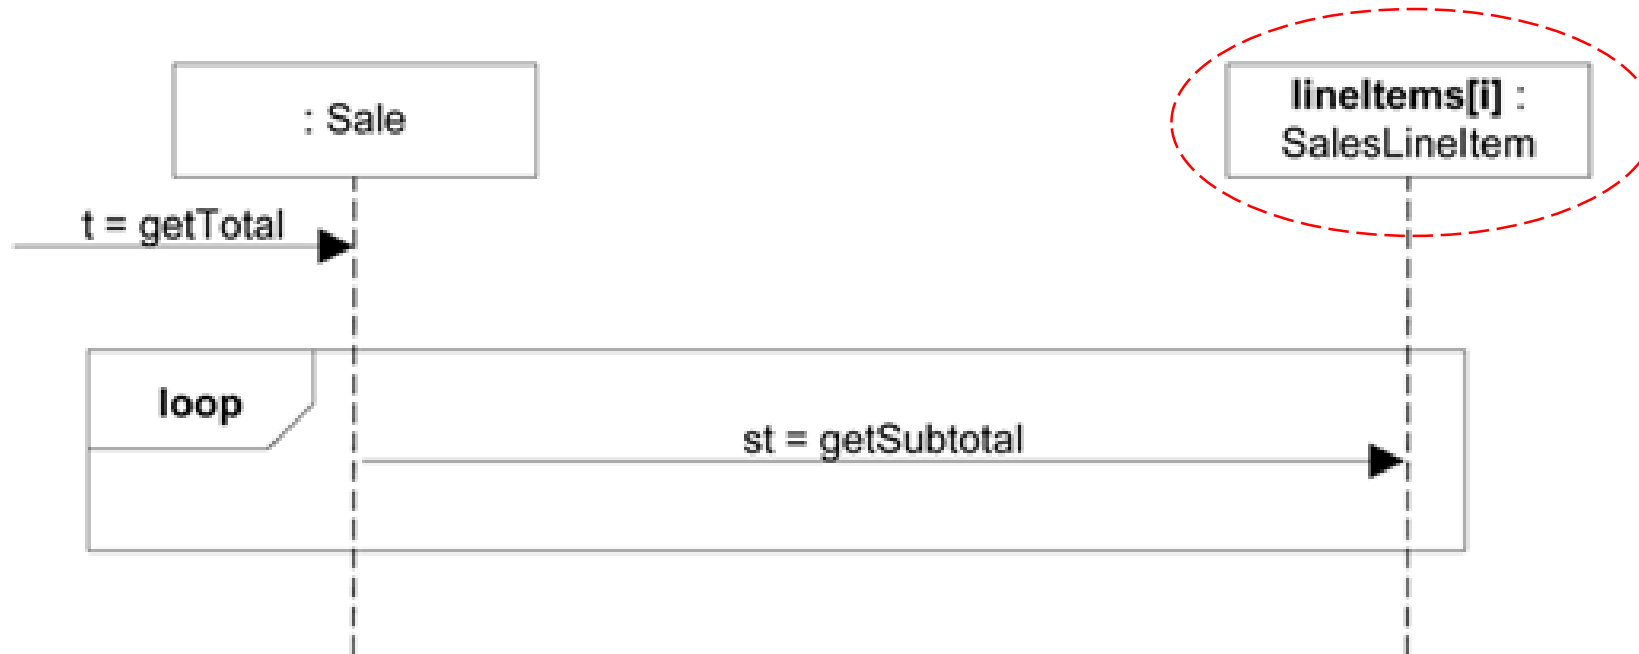 : Sale
lineItems[i] :
SalesLineItem
t = getTotal
loop
st = getSubtotal